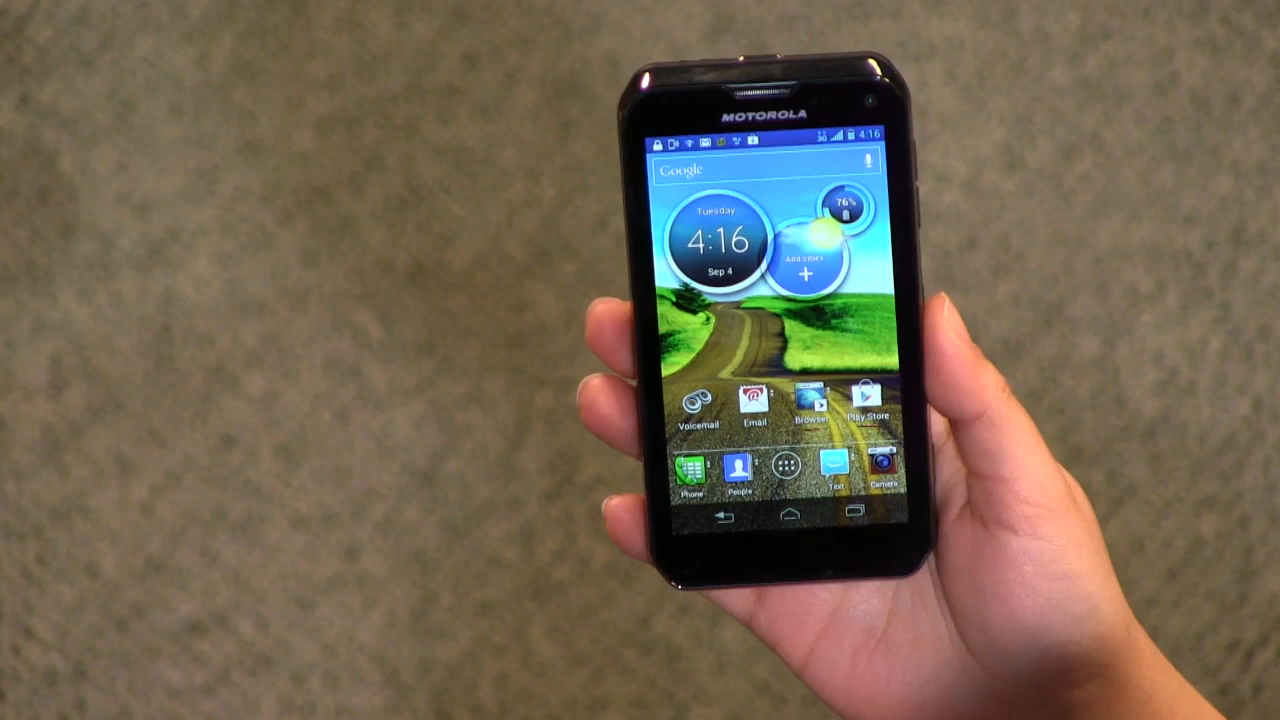 MOTOROLA
3G 4:16
Google
76%
Tuesday
4:16
Sep 4
Add cities
+
Voicemail Email Browser Play Store
Phone People Text Camera